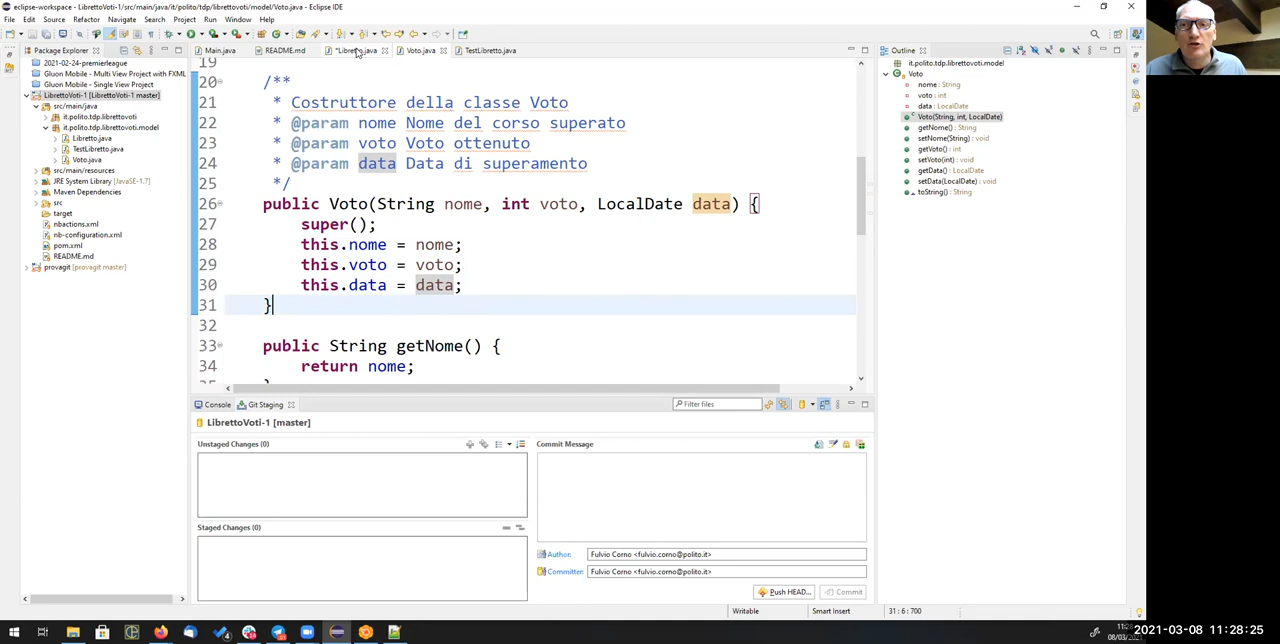 eclipse-workspace - LibrettoVoti-1/src/main/java/it/polito/tdp/librettovoti/model/Voto.java - Eclipse IDE
File Edit Source Refactor Navigate Search Project Run Window Help
Package Explorer
2021-02-24-premierleague
Gluon Mobile - Multi View Project with FXML
Gluon Mobile - Single View Project
LibrettoVoti-1 [LibrettoVoti-1 master]
src/main/java
it.polito.tdp.librettovoti
it.polito.tdp.librettovoti.model
Libretto.java
TestLibretto.java
Voto.java
src/main/resources
JRE System Library [JavaSE-1.7]
Maven Dependencies
src
target
nbactions.xml
nb-configuration.xml
pom.xml
README.md
provagit [provagit master]
Main.java README.md *Libretto.java Voto.java TestLibretto.java
19
20 /**
21 * Costruttore della classe Voto
22 * @param nome Nome del corso superato
23 * @param voto Voto ottenuto
24 * @param data Data di superamento
25 */
26 public Voto(String nome, int voto, LocalDate data) {
27 super();
28 this.nome = nome;
29 this.voto = voto;
30 this.data = data;
31 }
32
33 public String getNome() {
34 return nome;
35 }
Outline
it.polito.tdp.librettovoti.model
Voto
nome : String
voto : int
data : LocalDate
Voto(String, int, LocalDate)
getNome() : String
setNome(String) : void
getVoto() : int
setVoto(int) : void
getData() : LocalDate
setData(LocalDate) : void
toString() : String
Console Git Staging
Filter files
LibrettoVoti-1 [master]
Unstaged Changes (0)
Staged Changes (0)
Commit Message
Author: Fulvio Corno <fulvio.corno@polito.it>
Committer: Fulvio Corno <fulvio.corno@polito.it>
Push HEAD... Commit
Writable Smart Insert 31 : 6 : 700
08/03/2021
2021-03-08 11:28:25